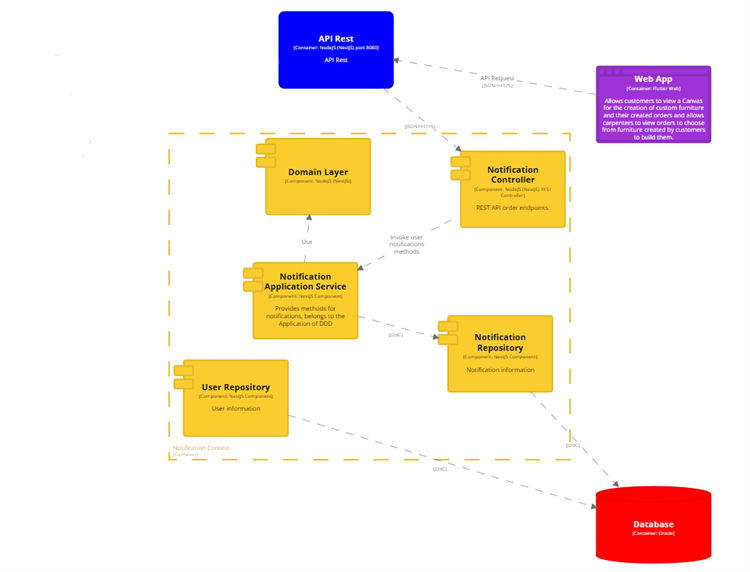 API Rest
[Container: NodeJS (NestJS) port 8080]
API Rest
Web App
[Container: Flutter Web]
Allows customers to view a Canvas
for the creation of custom furniture
and their created orders and allows
carpenters to view orders to choose
from furniture created by customers
to build them.
API Request
[JSON/HTTPS]
[JSON/HTTPS]
Domain Layer
[Component: NodeJS (NestJS)]
Notification
Controller
[Component: NodeJS (NestJS) REST
Controller]
REST API order endpoints.
Use
Invoke user
notifications
methods
Notification
Application Service
[Component: NestJS Component]
Provides methods for
notifications, belongs to the
Application of DDD
[JDBC]
Notification
Repository
[Component: NestJS Component]
Notification information
User Repository
[Component: NestJS Component]
User information
Notification Context
[Container]
[JDBC]
[JDBC]
Database
[Container: Oracle]